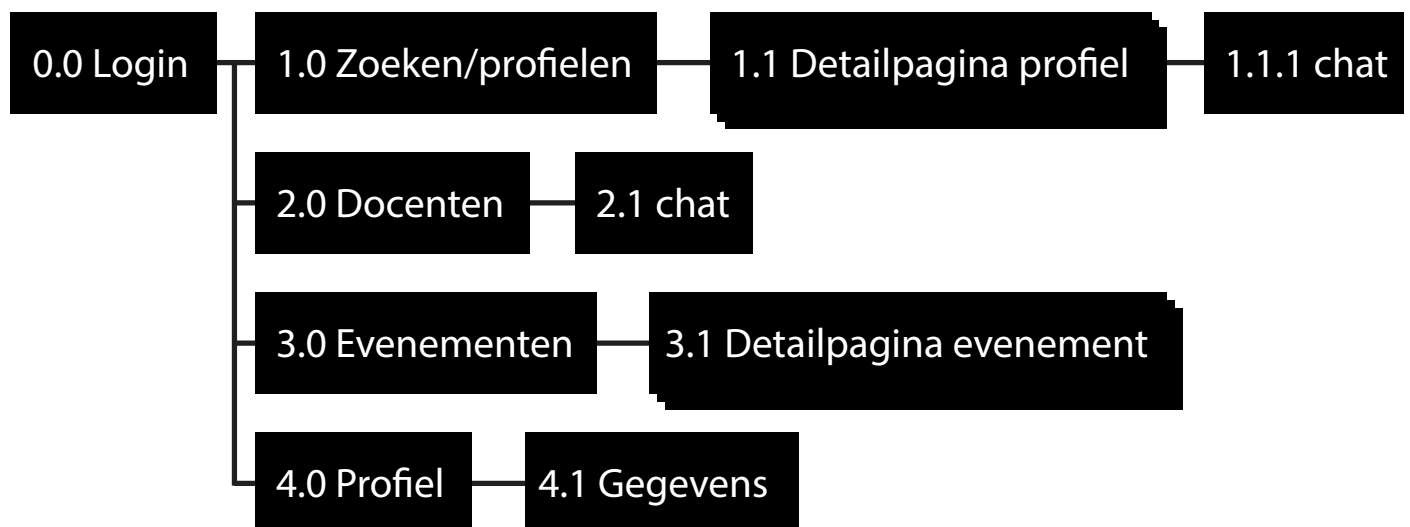 0.0 Login
1.0 Zoeken/profielen
1.1 Detailpagina profiel
1.1.1 chat
2.0 Docenten
2.1 chat
3.0 Evenementen
3.1 Detailpagina evenement
4.0 Profiel
4.1 Gegevens